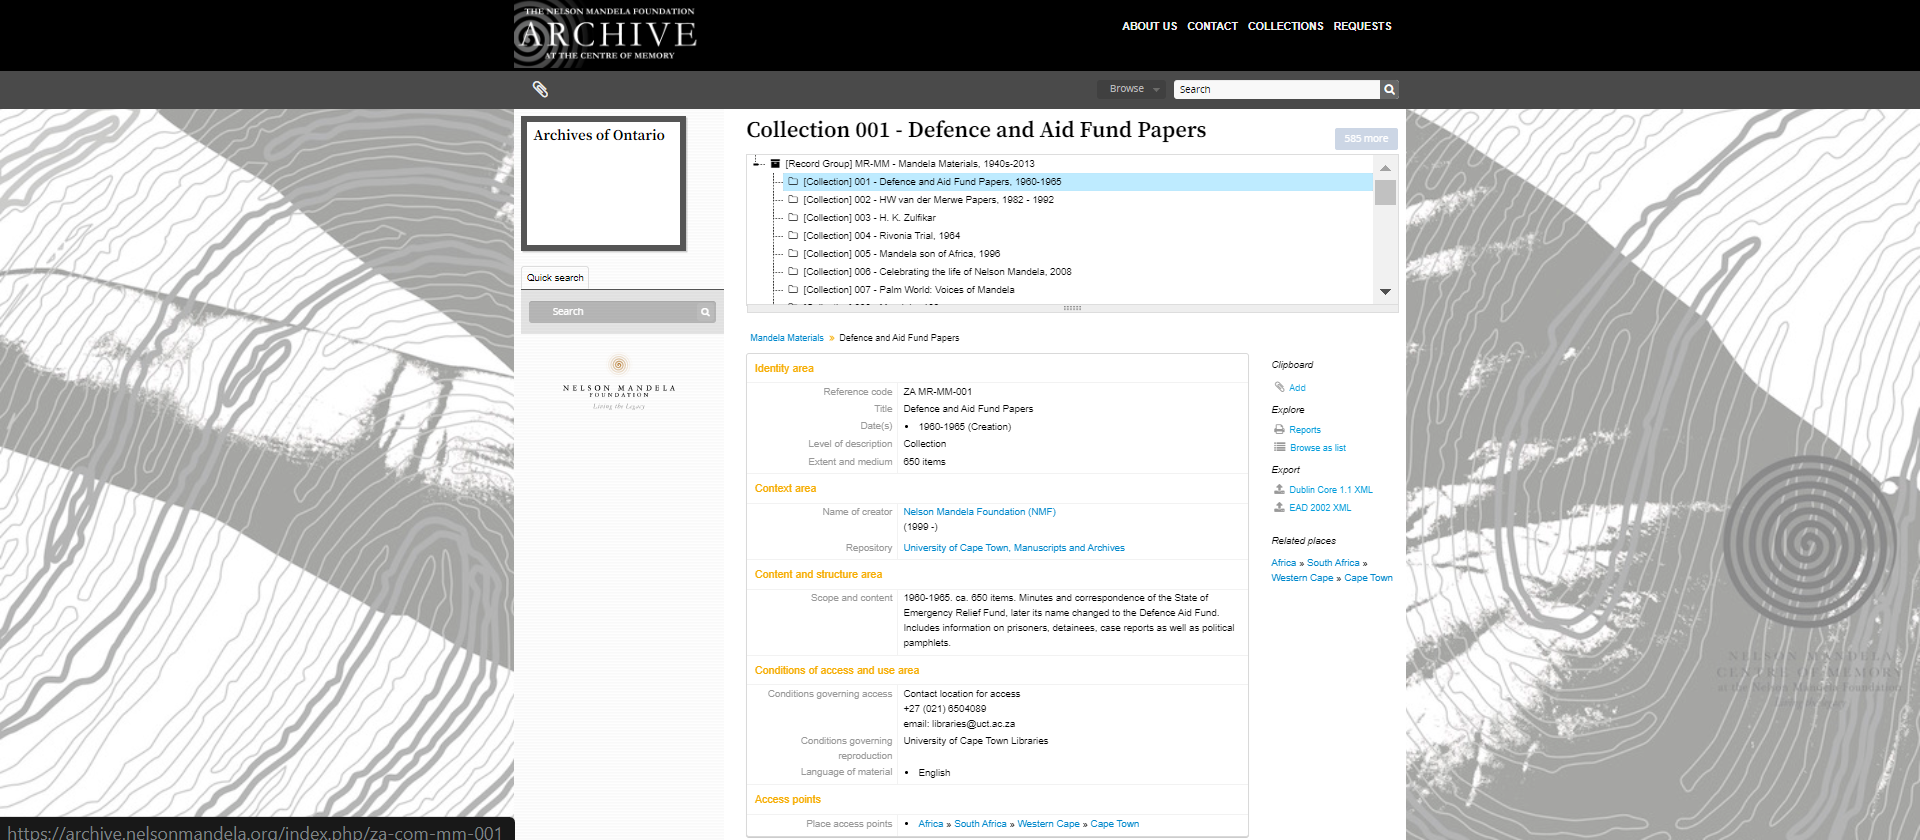 THE NELSON MANDELA FOUNDATION
ARCHIVE
AT THE CENTRE OF MEMORY
ABOUT US CONTACT COLLECTIONS REQUESTS
Browse
Search
Archives of Ontario
Quick search
Search
NELSON MANDELA
FOUNDATION
Living the Legacy
Collection 001 - Defence and Aid Fund Papers
585 more
[Record Group] MR-MM - Mandela Materials, 1940s-2013
[Collection] 001 - Defence and Aid Fund Papers, 1960-1965
[Collection] 002 - HW van der Merwe Papers, 1982 - 1992
[Collection] 003 - H. K. Zulfikar
[Collection] 004 - Rivonia Trial, 1964
[Collection] 005 - Mandela son of Africa, 1996
[Collection] 006 - Celebrating the life of Nelson Mandela, 2008
[Collection] 007 - Palm World: Voices of Mandela
Mandela Materials » Defence and Aid Fund Papers
Identity area
Reference code ZA MR-MM-001
Title Defence and Aid Fund Papers
Date(s) • 1960-1965 (Creation)
Level of description Collection
Extent and medium 650 items
Context area
Name of creator Nelson Mandela Foundation (NMF)
(1999 -)
Repository University of Cape Town, Manuscripts and Archives
Content and structure area
Scope and content 1960-1965. ca. 650 items. Minutes and correspondence of the State of
Emergency Relief Fund, later its name changed to the Defence Aid Fund.
Includes information on prisoners, detainees, case reports as well as political
pamphlets.
Conditions of access and use area
Conditions governing access Contact location for access
+27 (021) 6504089
email: libraries@uct.ac.za
Conditions governing University of Cape Town Libraries
reproduction
Language of material • English
Access points
Place access points • Africa » South Africa » Western Cape » Cape Town
Clipboard
Add
Explore
Reports
Browse as list
Export
Dublin Core 1.1 XML
EAD 2002 XML
Related places
Africa » South Africa »
Western Cape » Cape Town
NELSON MANDELA
CENTRE OF MEMORY
at the Nelson Mandela Foundation
https://archive.nelsonmandela.org/index.php/za-com-mm-001